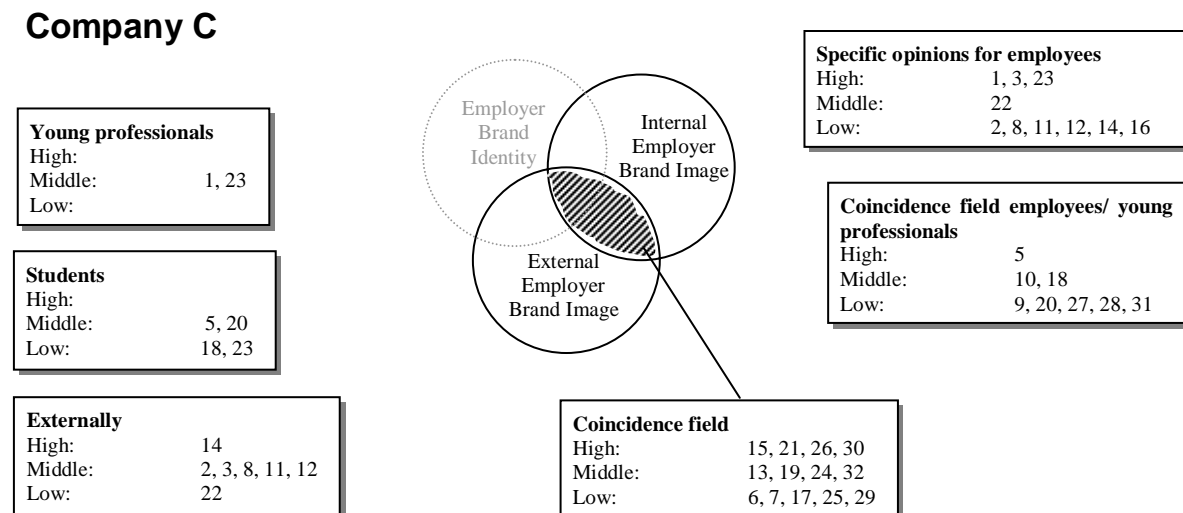 Company C
Young professionals
High:
Middle: 1, 23
Low:
Students
High:
Middle: 5, 20
Low: 18, 23
Externally
High: 14
Middle: 2, 3, 8, 11, 12
Low: 22
Employer
Brand
Identity
Internal
Employer
Brand Image
External
Employer
Brand Image
Specific opinions for employees
High: 1, 3, 23
Middle: 22
Low: 2, 8, 11, 12, 14, 16
Coincidence field employees/ young
professionals
High: 5
Middle: 10, 18
Low: 9, 20, 27, 28, 31
Coincidence field
High: 15, 21, 26, 30
Middle: 13, 19, 24, 32
Low: 6, 7, 17, 25, 29